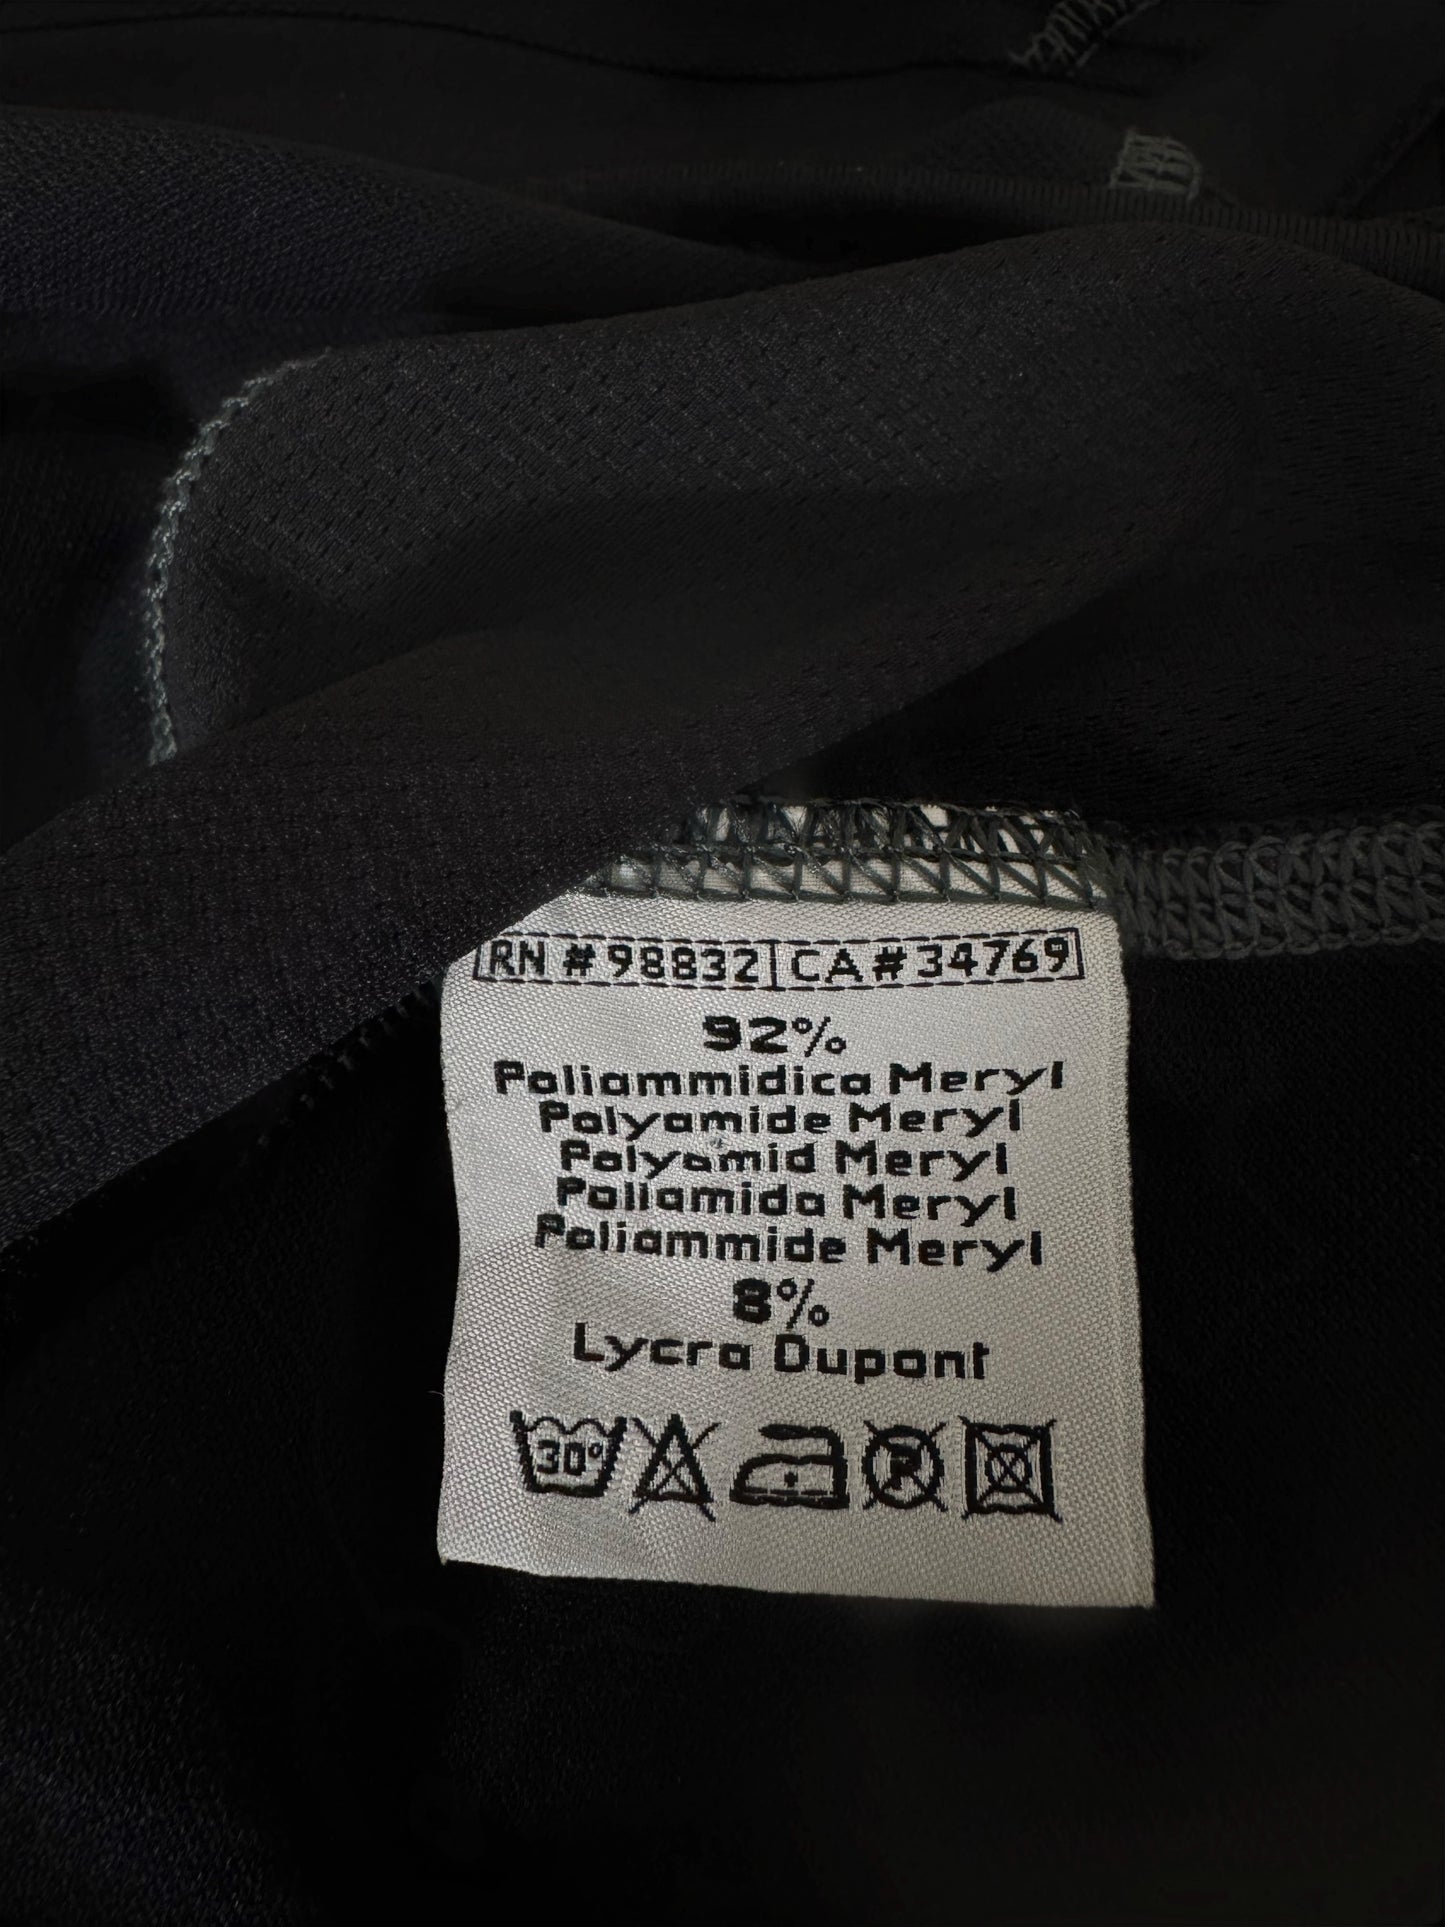 RN #98832 CA#34769
92%
Poliammidica Meryl
Polyamide Meryl
Polyamid Meryl
Poliamida Meryl
Poliammide Meryl
8%
Lycra Dupont
30° P